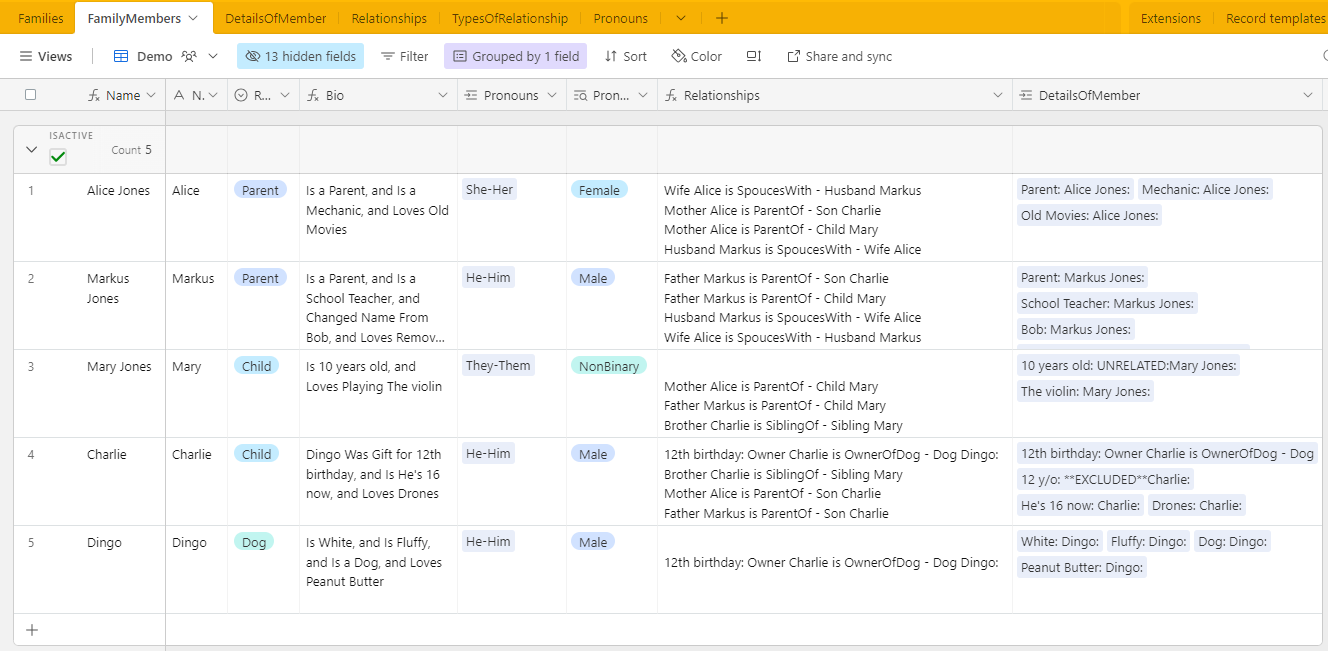 Families FamilyMembers DetailsOfMember Relationships TypesOfRelationship Pronouns Extensions Record templates
Views Demo 13 hidden fields Filter Grouped by 1 field Sort Color Share and sync
Name N. R... Bio Pronouns Pron... Relationships DetailsOfMember
ISACTIVE
Count 5
1 Alice Jones Alice Parent
Is a Parent, and Is a
Mechanic, and Loves Old
Movies
She-Her Female
Wife Alice is SpoucesWith - Husband Markus
Mother Alice is ParentOf - Son Charlie
Mother Alice is ParentOf - Child Mary
Husband Markus is SpoucesWith - Wife Alice
Parent: Alice Jones: Mechanic: Alice Jones:
Old Movies: Alice Jones:
2 Markus
Jones
Markus Parent
Is a Parent, and Is a
School Teacher, and
Changed Name From
Bob, and Loves Remov...
He-Him Male
Father Markus is ParentOf - Son Charlie
Father Markus is ParentOf - Child Mary
Husband Markus is SpoucesWith - Wife Alice
Wife Alice is SpoucesWith - Husband Markus
Parent: Markus Jones:
School Teacher: Markus Jones:
Bob: Markus Jones:
3 Mary Jones Mary Child
Is 10 years old, and
Loves Playing The violin
They-Them NonBinary
Mother Alice is ParentOf - Child Mary
Father Markus is ParentOf - Child Mary
Brother Charlie is SiblingOf - Sibling Mary
10 years old: UNRELATED:Mary Jones:
The violin: Mary Jones:
4 Charlie Charlie Child
Dingo Was Gift for 12th
birthday, and Is He's 16
now, and Loves Drones
He-Him Male
12th birthday: Owner Charlie is OwnerOfDog - Dog Dingo:
Brother Charlie is SiblingOf - Sibling Mary
Mother Alice is ParentOf - Son Charlie
Father Markus is ParentOf - Son Charlie
12th birthday: Owner Charlie is OwnerOfDog - Dog
12 y/o: **EXCLUDED**Charlie:
He's 16 now: Charlie: Drones: Charlie:
5 Dingo Dingo Dog
Is White, and Is Fluffy,
and Is a Dog, and Loves
Peanut Butter
He-Him Male
12th birthday: Owner Charlie is OwnerOfDog - Dog Dingo:
White: Dingo: Fluffy: Dingo: Dog: Dingo:
Peanut Butter: Dingo: